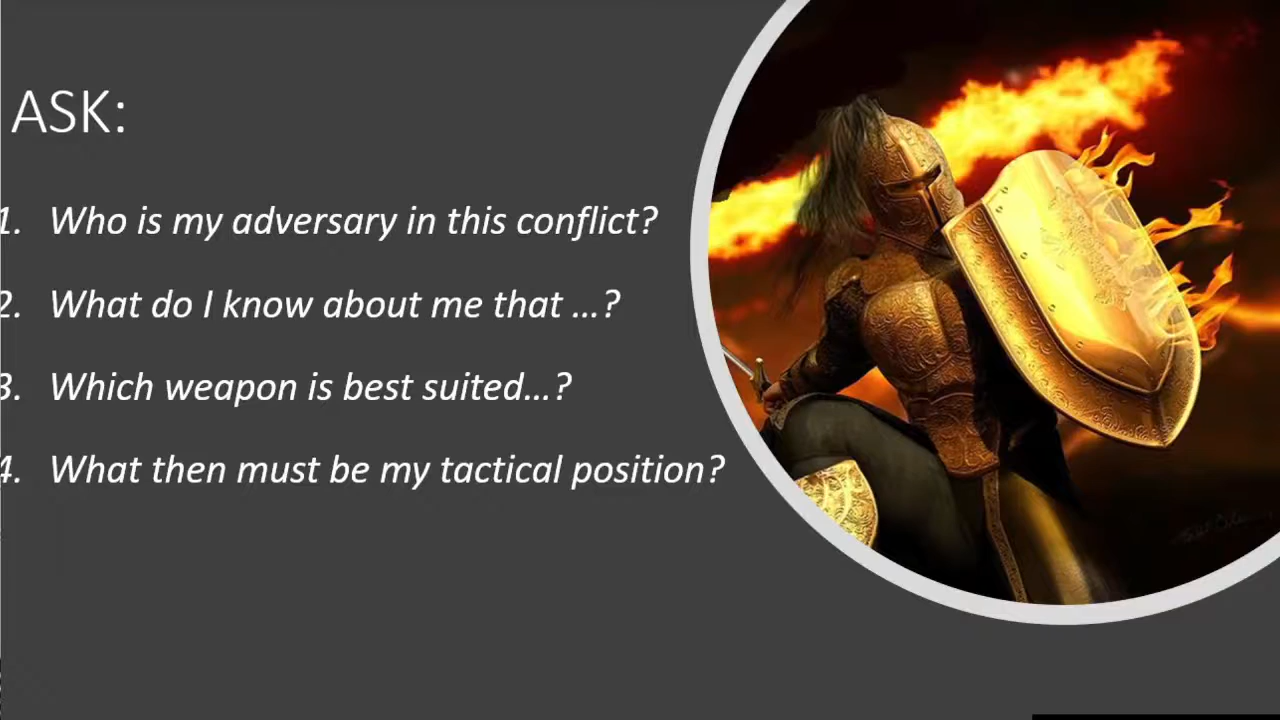 ASK:
1. Who is my adversary in this conflict?
2. What do I know about me that ...?
3. Which weapon is best suited...?
4. What then must be my tactical position?